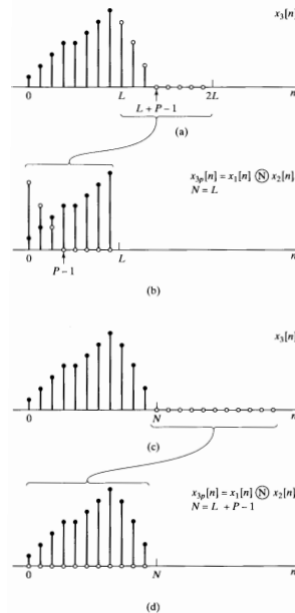 x₃[n]
0 L 2L n
L + P − 1
(a)
x₃ₚ[n] = x₁[n] Ⓝ x₂[n],
N = L
0 L n
P − 1
(b)
x₃[n]
0 N n
(c)
x₃ₚ[n] = x₁[n] Ⓝ x₂[n]
N = L + P − 1
0 N n
(d)